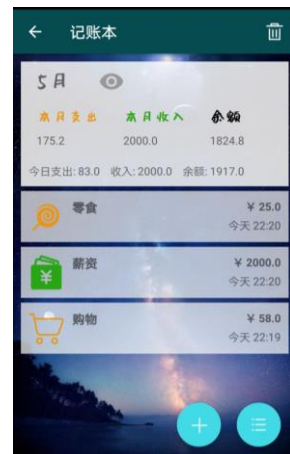 记账本
5月
本月支出 本月收入 余额
175.2 2000.0 1824.8
今日支出: 83.0 收入: 2000.0 余额: 1917.0
零食 ¥ 25.0
今天 22:20
薪资 ¥ 2000.0
今天 22:20
购物 ¥ 58.0
今天 22:19